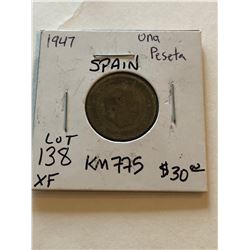 1947
Una
Peseta
SPAIN
LOT
138
XF
KM775
$30.00